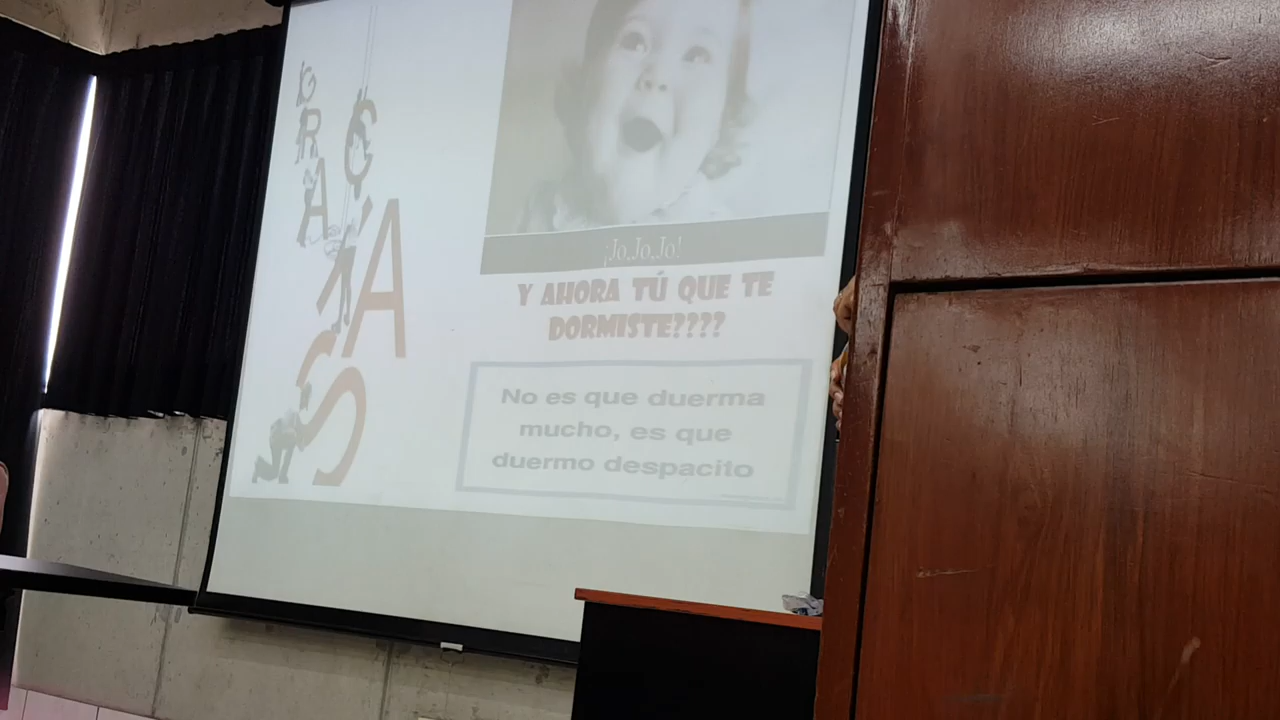 GRACIAS
¡Jo,Jo,Jo!
Y AHORA TÚ QUE TE
DORMISTE????
No es que duerma
mucho, es que
duermo despacito